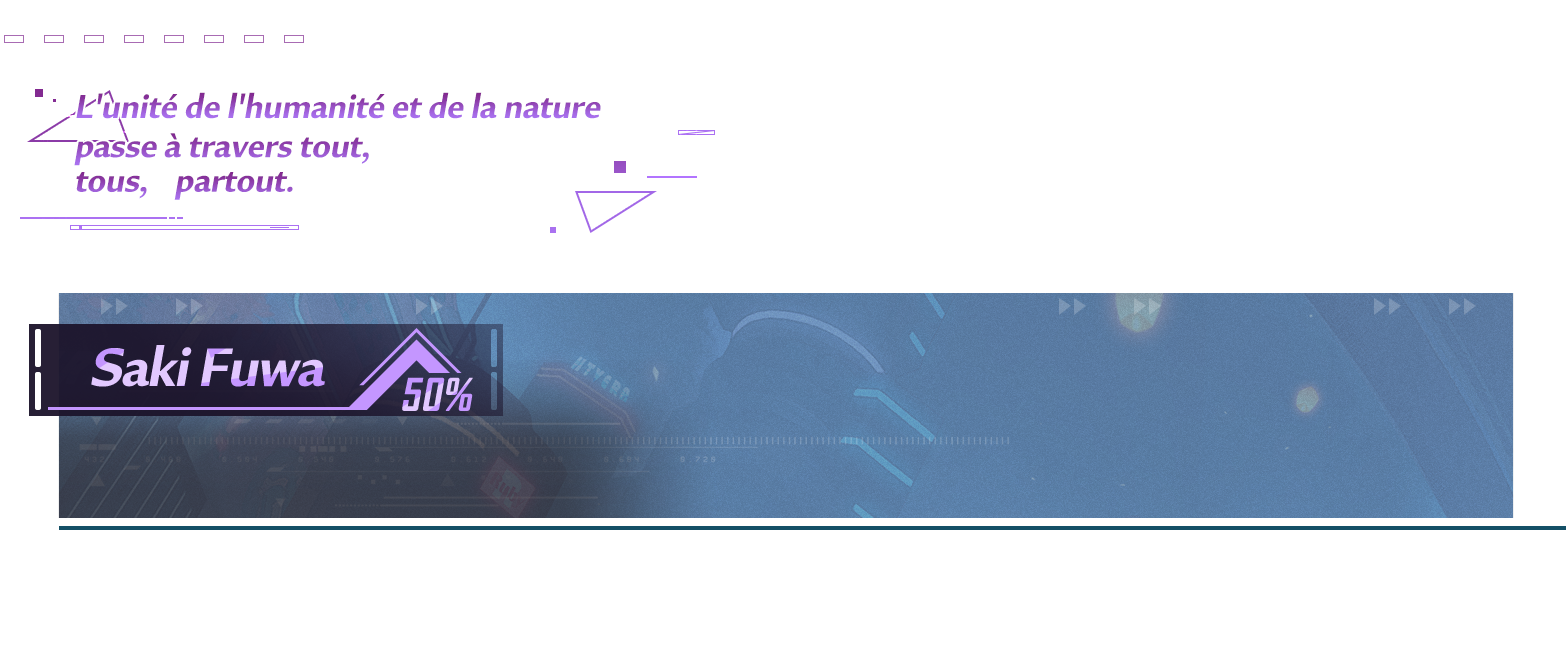 L'unité de l'humanité et de la nature
passe à travers tout,
tous, partout.
Saki Fuwa
50%